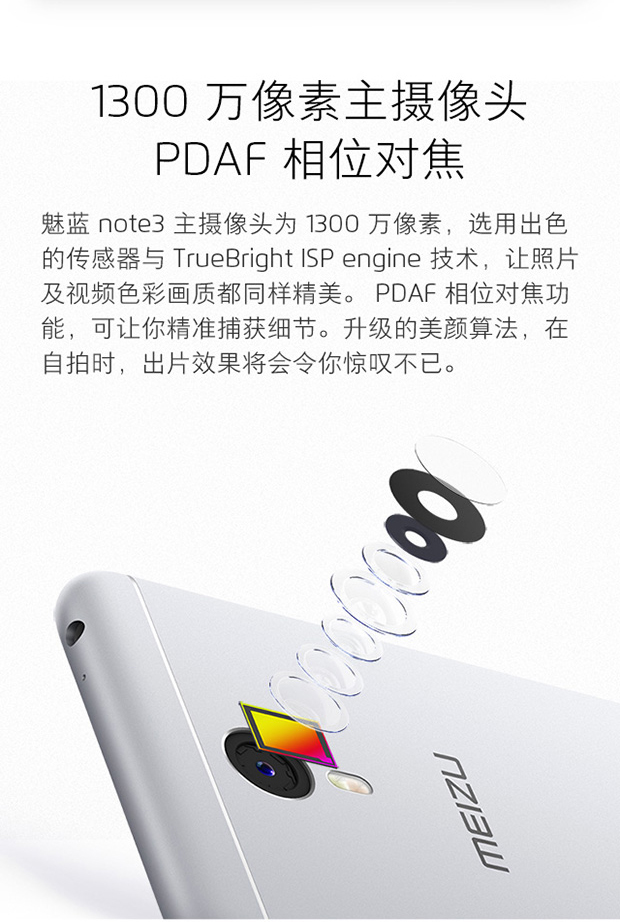 1300 万像素主摄像头
PDAF 相位对焦
魅蓝 note3 主摄像头为 1300 万像素，选用出色
的传感器与 TrueBright ISP engine 技术，让照片
及视频色彩画质都同样精美。 PDAF 相位对焦功
能，可让你精准捕获细节。升级的美颜算法，在
自拍时，出片效果将会令你惊叹不已。
MEIZU